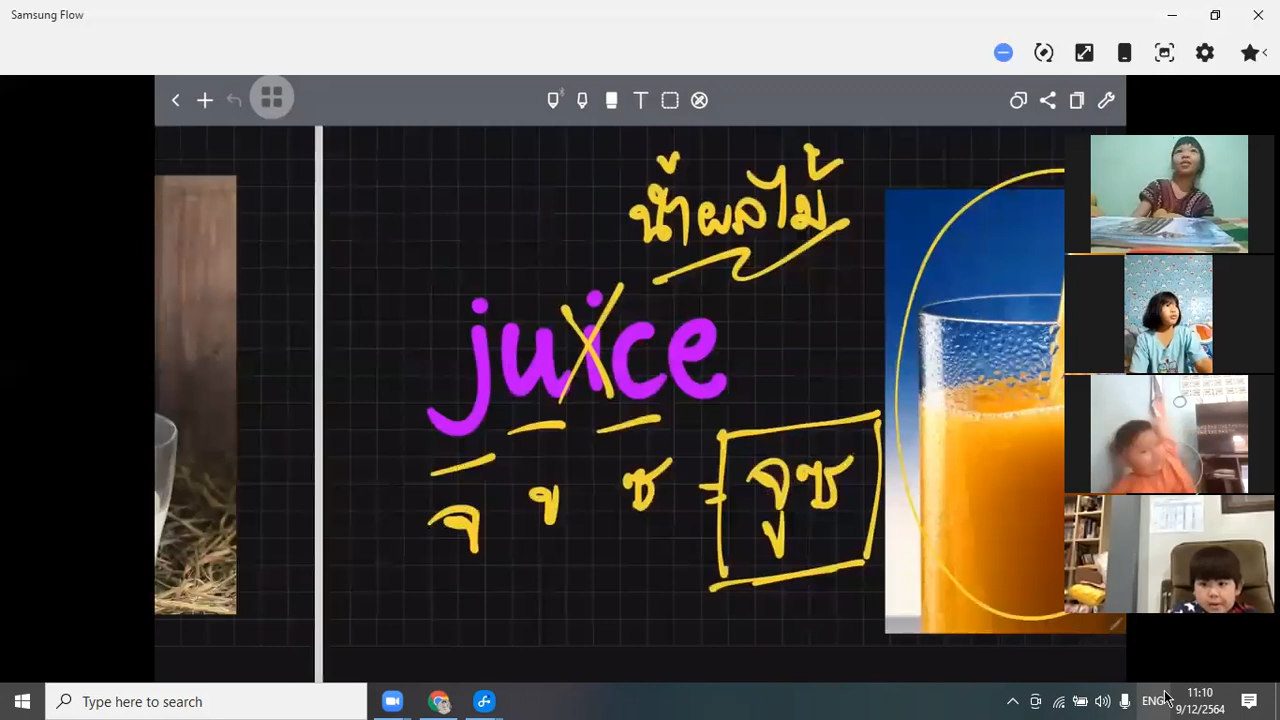 Samsung Flow
น้ำผลไม้
juice
จ ู ซ = จูซ
Type here to search
ENG
11:10
9/12/2564